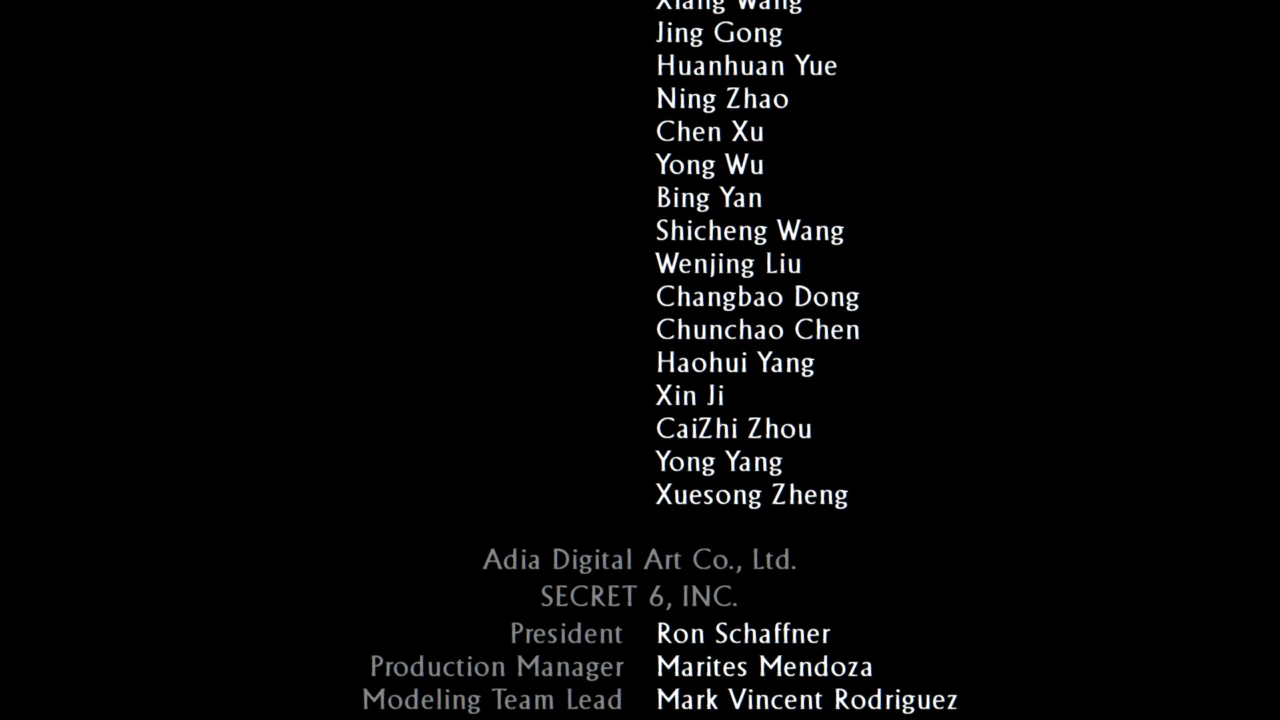 Xiang Wang
Jing Gong
Huanhuan Yue
Ning Zhao
Chen Xu
Yong Wu
Bing Yan
Shicheng Wang
Wenjing Liu
Changbao Dong
Chunchao Chen
Haohui Yang
Xin Ji
CaiZhi Zhou
Yong Yang
Xuesong Zheng
Adia Digital Art Co., Ltd.
SECRET 6, INC.
President Ron Schaffner
Production Manager Marites Mendoza
Modeling Team Lead Mark Vincent Rodriguez